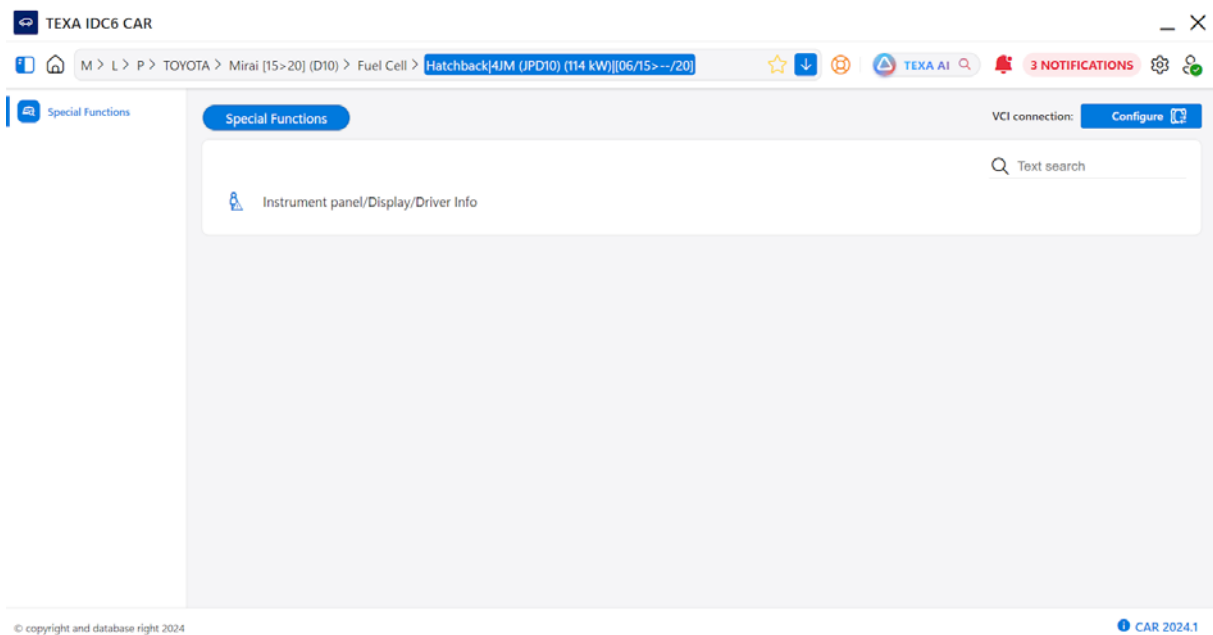 TEXA IDC6 CAR
M > L > P > TOYOTA > Mirai [15>20] (D10) > Fuel Cell > Hatchback|4JM (JPD10) (114 kW)|[06/15>--/20]
TEXA AI
3 NOTIFICATIONS
Special Functions
Special Functions
VCI connection:
Configure
Text search
Instrument panel/Display/Driver Info
© copyright and database right 2024
CAR 2024.1